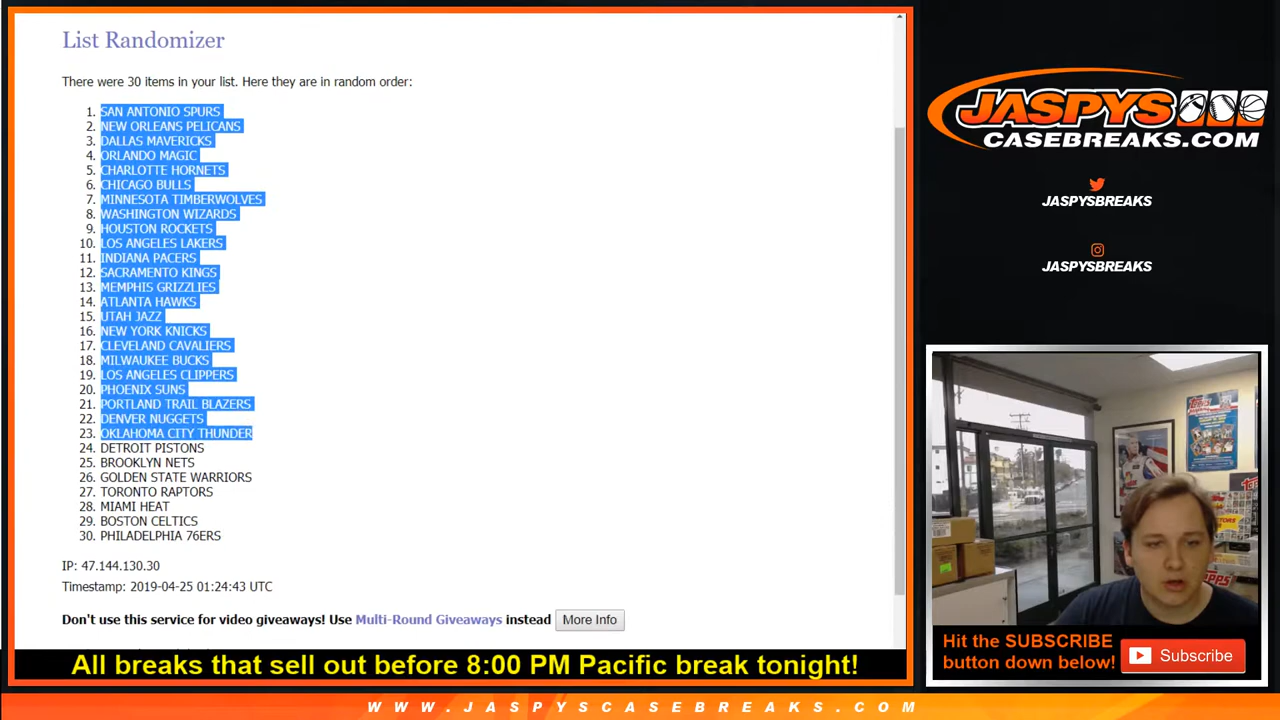 List Randomizer
There were 30 items in your list. Here they are in random order:
1. SAN ANTONIO SPURS
2. NEW ORLEANS PELICANS
3. DALLAS MAVERICKS
4. ORLANDO MAGIC
5. CHARLOTTE HORNETS
6. CHICAGO BULLS
7. MINNESOTA TIMBERWOLVES
8. WASHINGTON WIZARDS
9. HOUSTON ROCKETS
10. LOS ANGELES LAKERS
11. INDIANA PACERS
12. SACRAMENTO KINGS
13. MEMPHIS GRIZZLIES
14. ATLANTA HAWKS
15. UTAH JAZZ
16. NEW YORK KNICKS
17. CLEVELAND CAVALIERS
18. MILWAUKEE BUCKS
19. LOS ANGELES CLIPPERS
20. PHOENIX SUNS
21. PORTLAND TRAIL BLAZERS
22. DENVER NUGGETS
23. OKLAHOMA CITY THUNDER
24. DETROIT PISTONS
25. BROOKLYN NETS
26. GOLDEN STATE WARRIORS
27. TORONTO RAPTORS
28. MIAMI HEAT
29. BOSTON CELTICS
30. PHILADELPHIA 76ERS
IP: 47.144.130.30
Timestamp: 2019-04-25 01:24:43 UTC
Don't use this service for video giveaways! Use Multi-Round Giveaways instead More Info
All breaks that sell out before 8:00 PM Pacific break tonight!
JASPYS
CASEBREAKS.COM
JASPYSBREAKS
JASPYSBREAKS
Hit the SUBSCRIBE
button down below!
Subscribe
WWW.JASPYSCASEBREAKS.COM